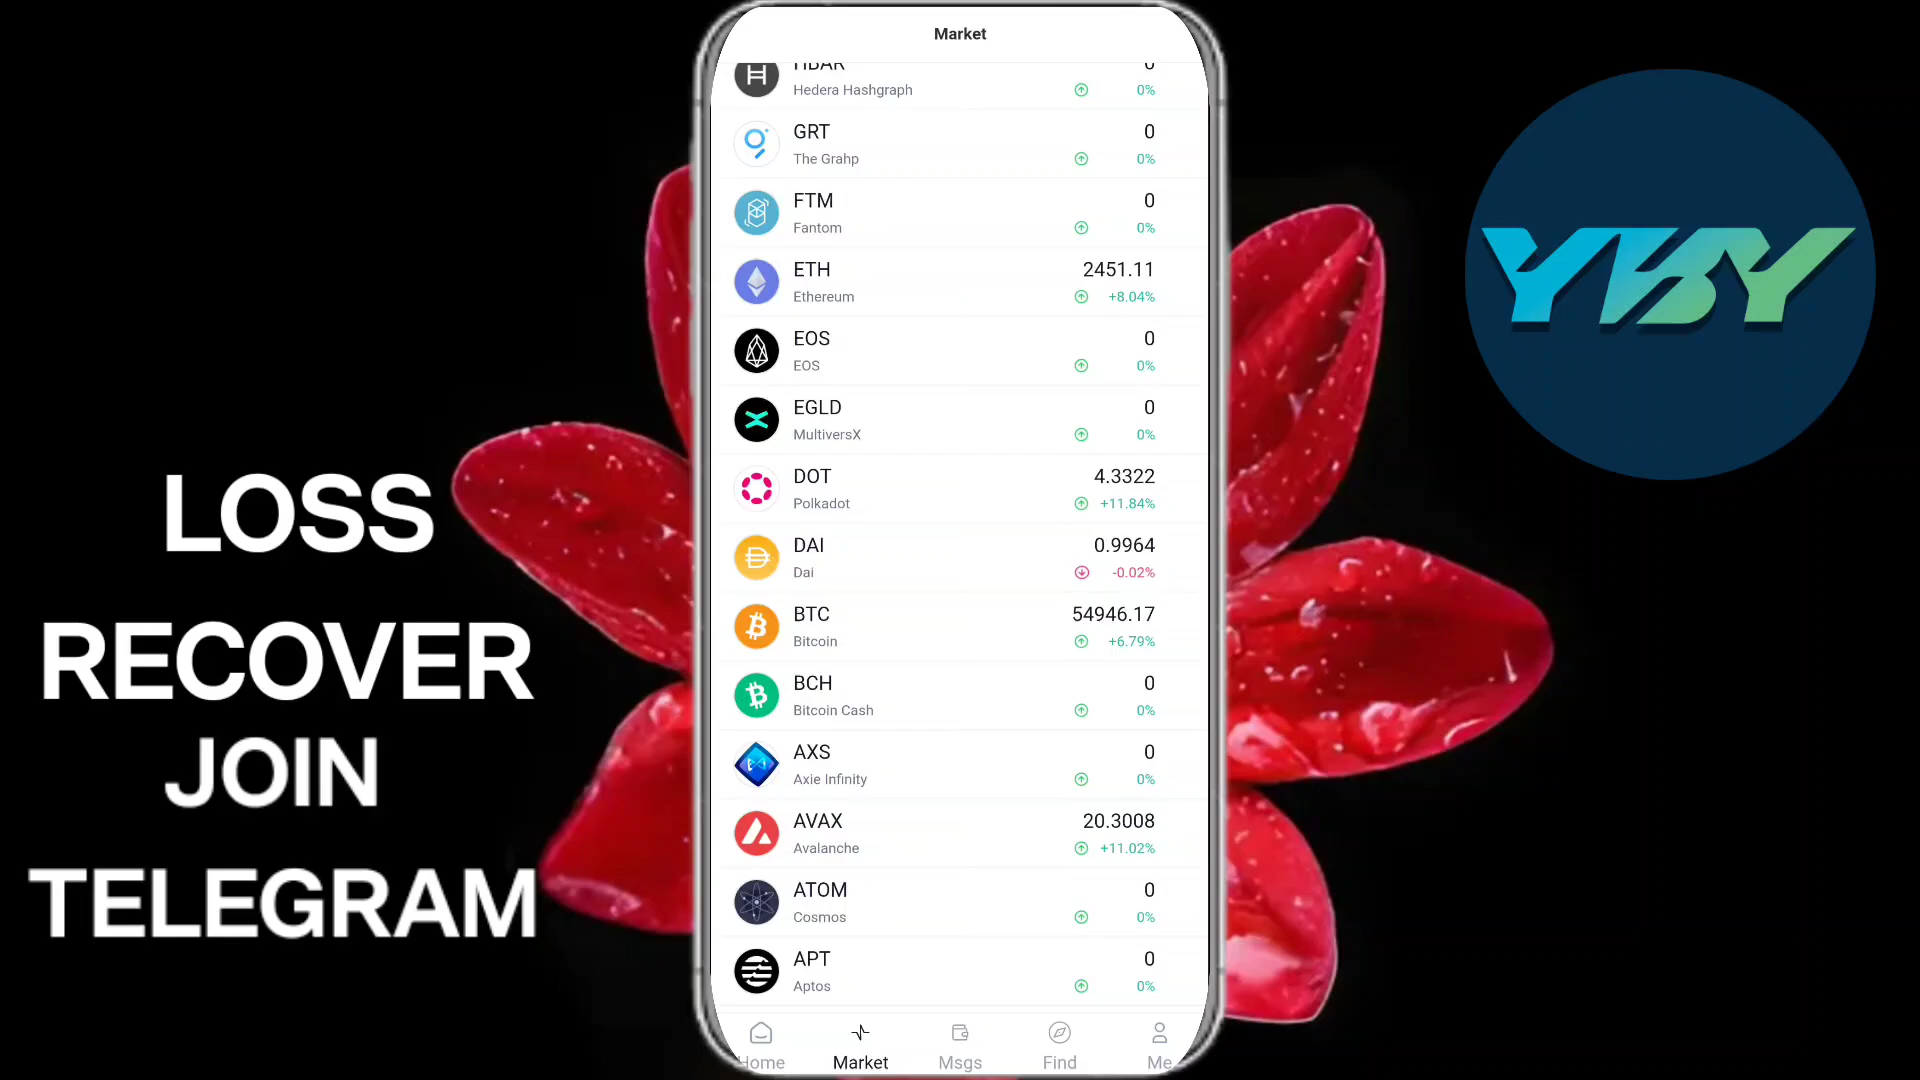 Market
HBAR 0
Hedera Hashgraph 0%
GRT 0
The Grahp 0%
FTM 0
Fantom 0%
ETH 2451.11
Ethereum +8.04%
EOS 0
EOS 0%
EGLD 0
MultiversX 0%
DOT 4.3322
Polkadot +11.84%
DAI 0.9964
Dai -0.02%
BTC 54946.17
Bitcoin +6.79%
BCH 0
Bitcoin Cash 0%
AXS 0
Axie Infinity 0%
AVAX 20.3008
Avalanche +11.02%
ATOM 0
Cosmos 0%
APT 0
Aptos 0%
Home Market Msgs Find Me
LOSS
RECOVER
JOIN
TELEGRAM
YBY